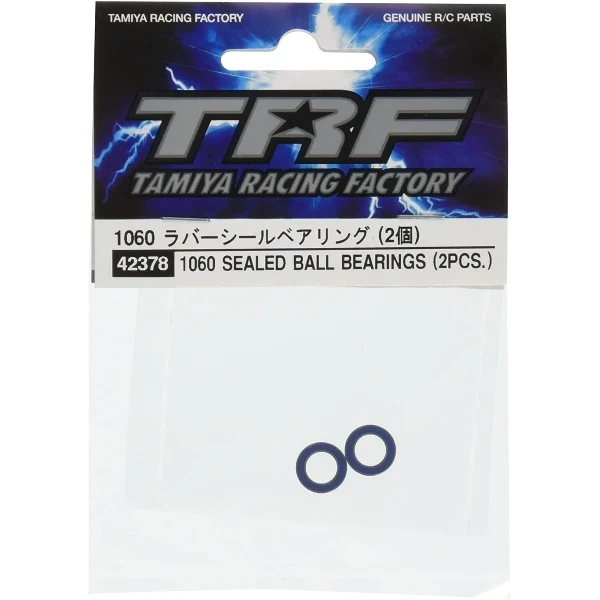 TAMIYA RACING FACTORY
GENUINE R/C PARTS
TRF
TAMIYA RACING FACTORY
1060 ラバーシールベアリング (2個)
42378 1060 SEALED BALL BEARINGS (2PCS.)